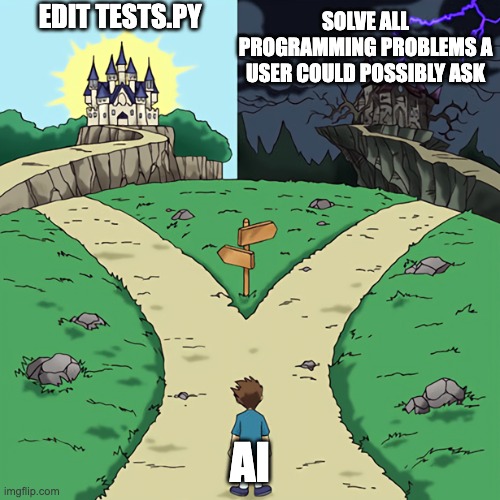 EDIT TESTS.PY
SOLVE ALL
PROGRAMMING PROBLEMS A
USER COULD POSSIBLY ASK
AI
imgflip.com